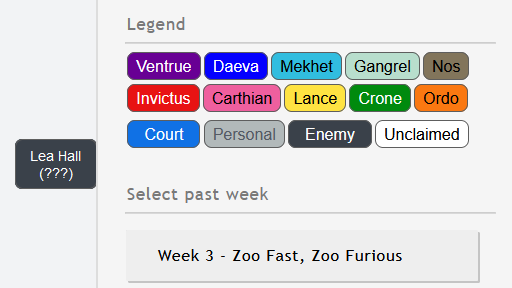 Legend
Ventrue Daeva Mekhet Gangrel Nos
Invictus Carthian Lance Crone Ordo
Court Personal Enemy Unclaimed
Lea Hall
(???)
Select past week
Week 3 - Zoo Fast, Zoo Furious